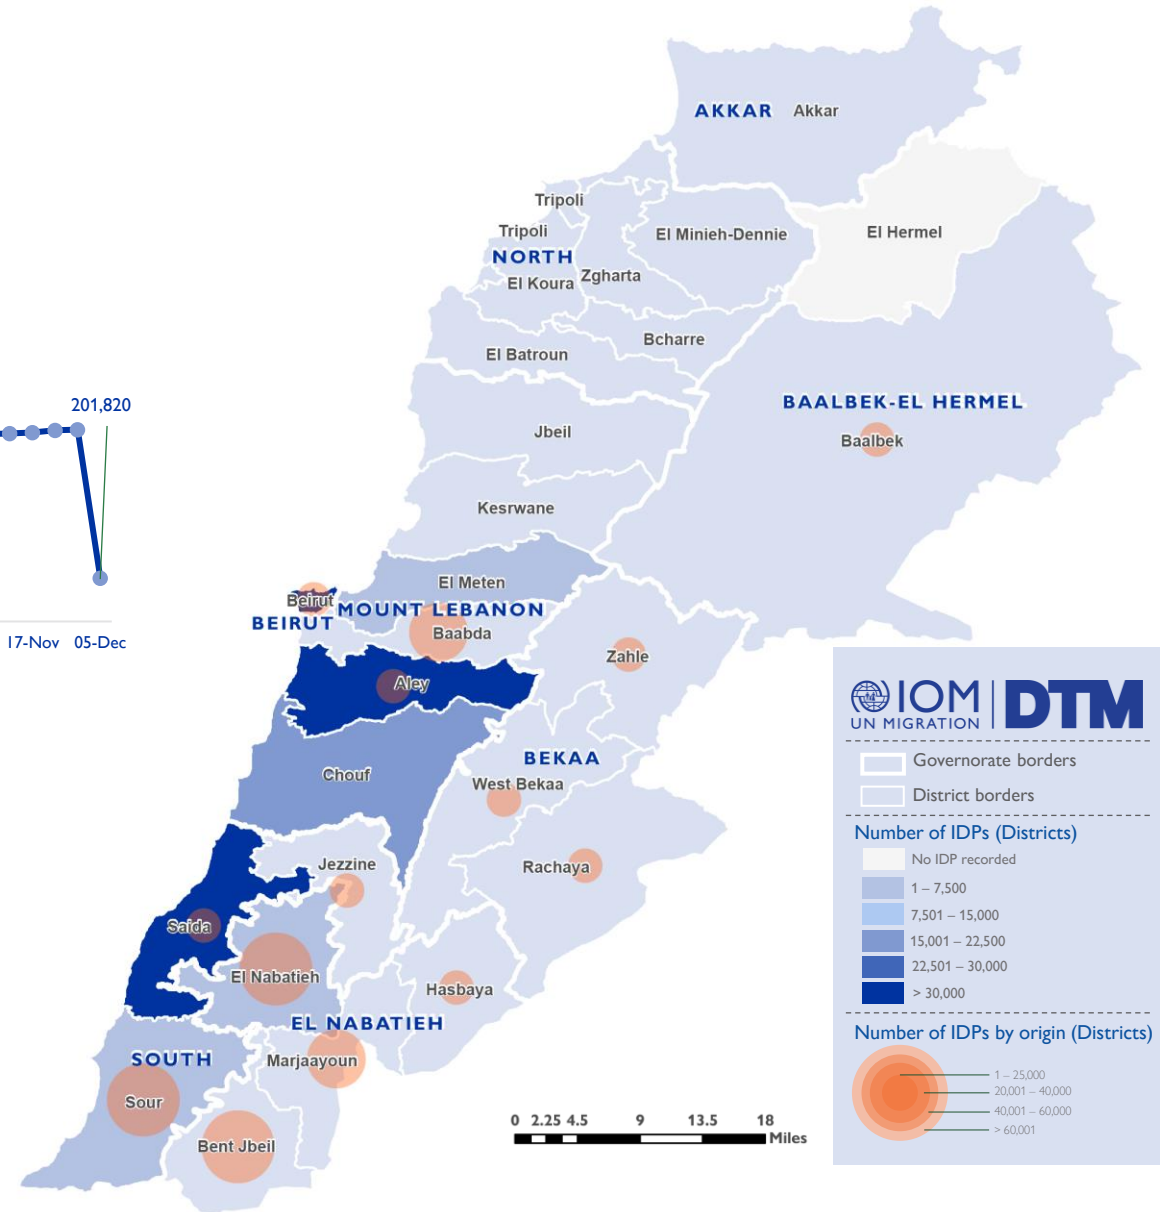 AKKAR
Akkar
Tripoli
Tripoli
El Minieh-Dennie
El Hermel
NORTH
Zgharta
El Koura
Bcharre
El Batroun
BAALBEK-EL HERMEL
201,820
Jbeil
Baalbek
Kesrwane
El Meten
Beirut
MOUNT LEBANON
BEIRUT
Baabda
17-Nov 05-Dec
Zahle
Aley
BEKAA
Chouf
West Bekaa
Jezzine
Rachaya
Saida
El Nabatieh
Hasbaya
EL NABATIEH
SOUTH
Marjaayoun
Sour
Bent Jbeil
0 2.25 4.5 9 13.5 18
Miles
IOM
UN MIGRATION
DTM
Governorate borders
District borders
Number of IDPs (Districts)
No IDP recorded
1 – 7,500
7,501 – 15,000
15,001 – 22,500
22,501 – 30,000
> 30,000
Number of IDPs by origin (Districts)
1 – 25,000
20,001 – 40,000
40,001 – 60,000
> 60,001